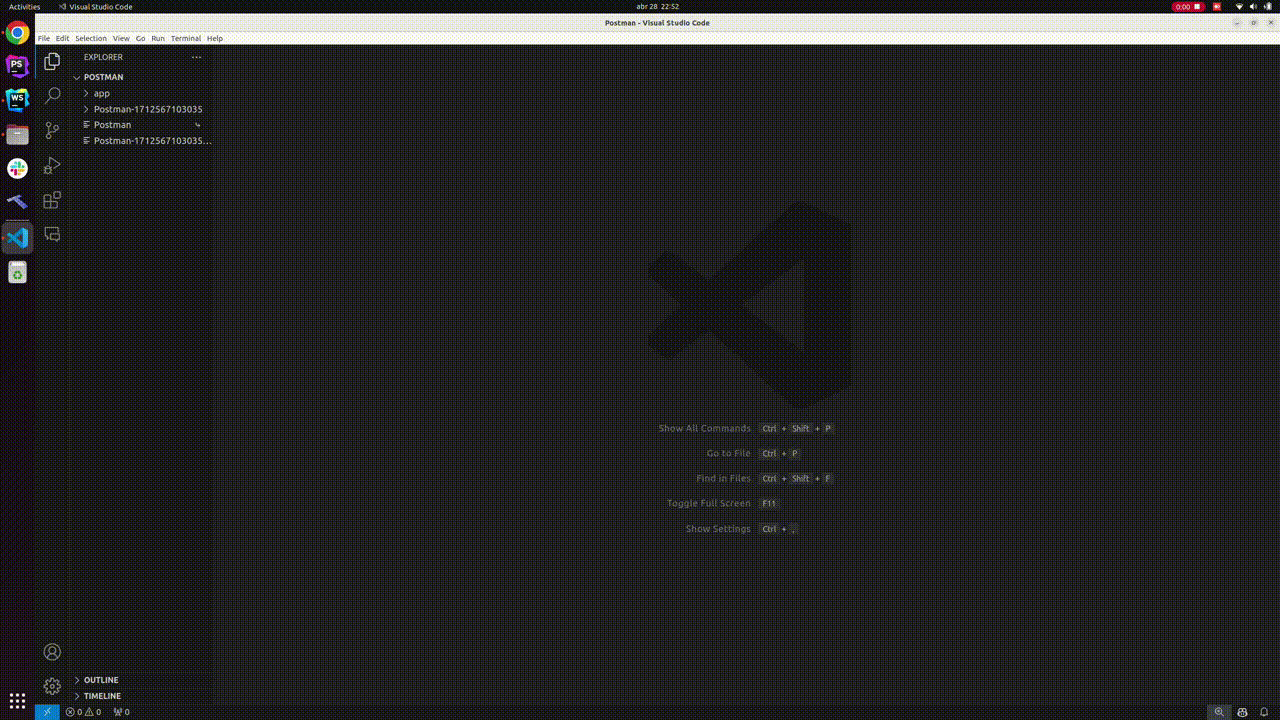 Activities
Visual Studio Code
abr 28 22:52
0:00
Postman - Visual Studio Code
File Edit Selection View Go Run Terminal Help
EXPLORER
POSTMAN
app
Postman-1712567103035
Postman
Postman-1712567103035...
PS
WS
Show All Commands Ctrl + Shift + P
Go to File Ctrl + P
Find in Files Ctrl + Shift + F
Toggle Full Screen F11
Show Settings Ctrl + ,
OUTLINE
TIMELINE
0 0 0